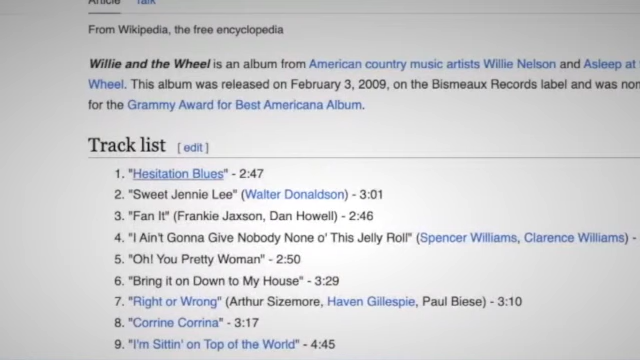 Article Talk
From Wikipedia, the free encyclopedia
Willie and the Wheel is an album from American country music artists Willie Nelson and Asleep at
Wheel. This album was released on February 3, 2009, on the Bismeaux Records label and was
for the Grammy Award for Best Americana Album.
Track list [ edit ]
1. "Hesitation Blues" - 2:47
2. "Sweet Jennie Lee" (Walter Donaldson) - 3:01
3. "Fan It" (Frankie Jaxson, Dan Howell) - 2:46
4. "I Ain't Gonna Give Nobody None o' This Jelly Roll" (Spencer Williams, Clarence Williams) -
5. "Oh! You Pretty Woman" - 2:50
6. "Bring it on Down to My House" - 3:29
7. "Right or Wrong" (Arthur Sizemore, Haven Gillespie, Paul Biese) - 3:10
8. "Corrine Corrina" - 3:17
9. "I'm Sittin' on Top of the World" - 4:45